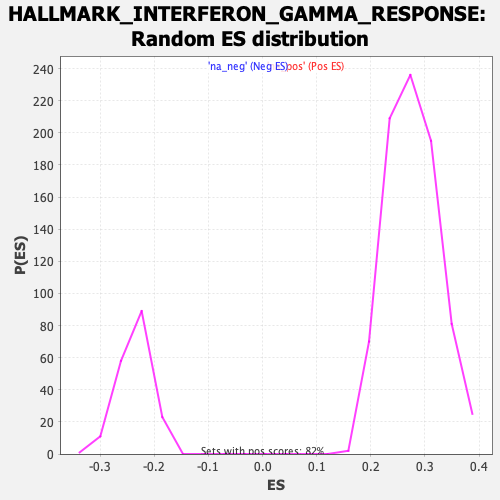 HALLMARK_INTERFERON_GAMMA_RESPONSE:
Random ES distribution
'na_neg' (Neg ES) pos' (Pos ES)
240
220
200
180
160
140
120
100
80
60
40
20
0
P(ES)
Sets with pos scores: 82%
-0.3 -0.2 -0.1 0.0 0.1 0.2 0.3 0.4
ES